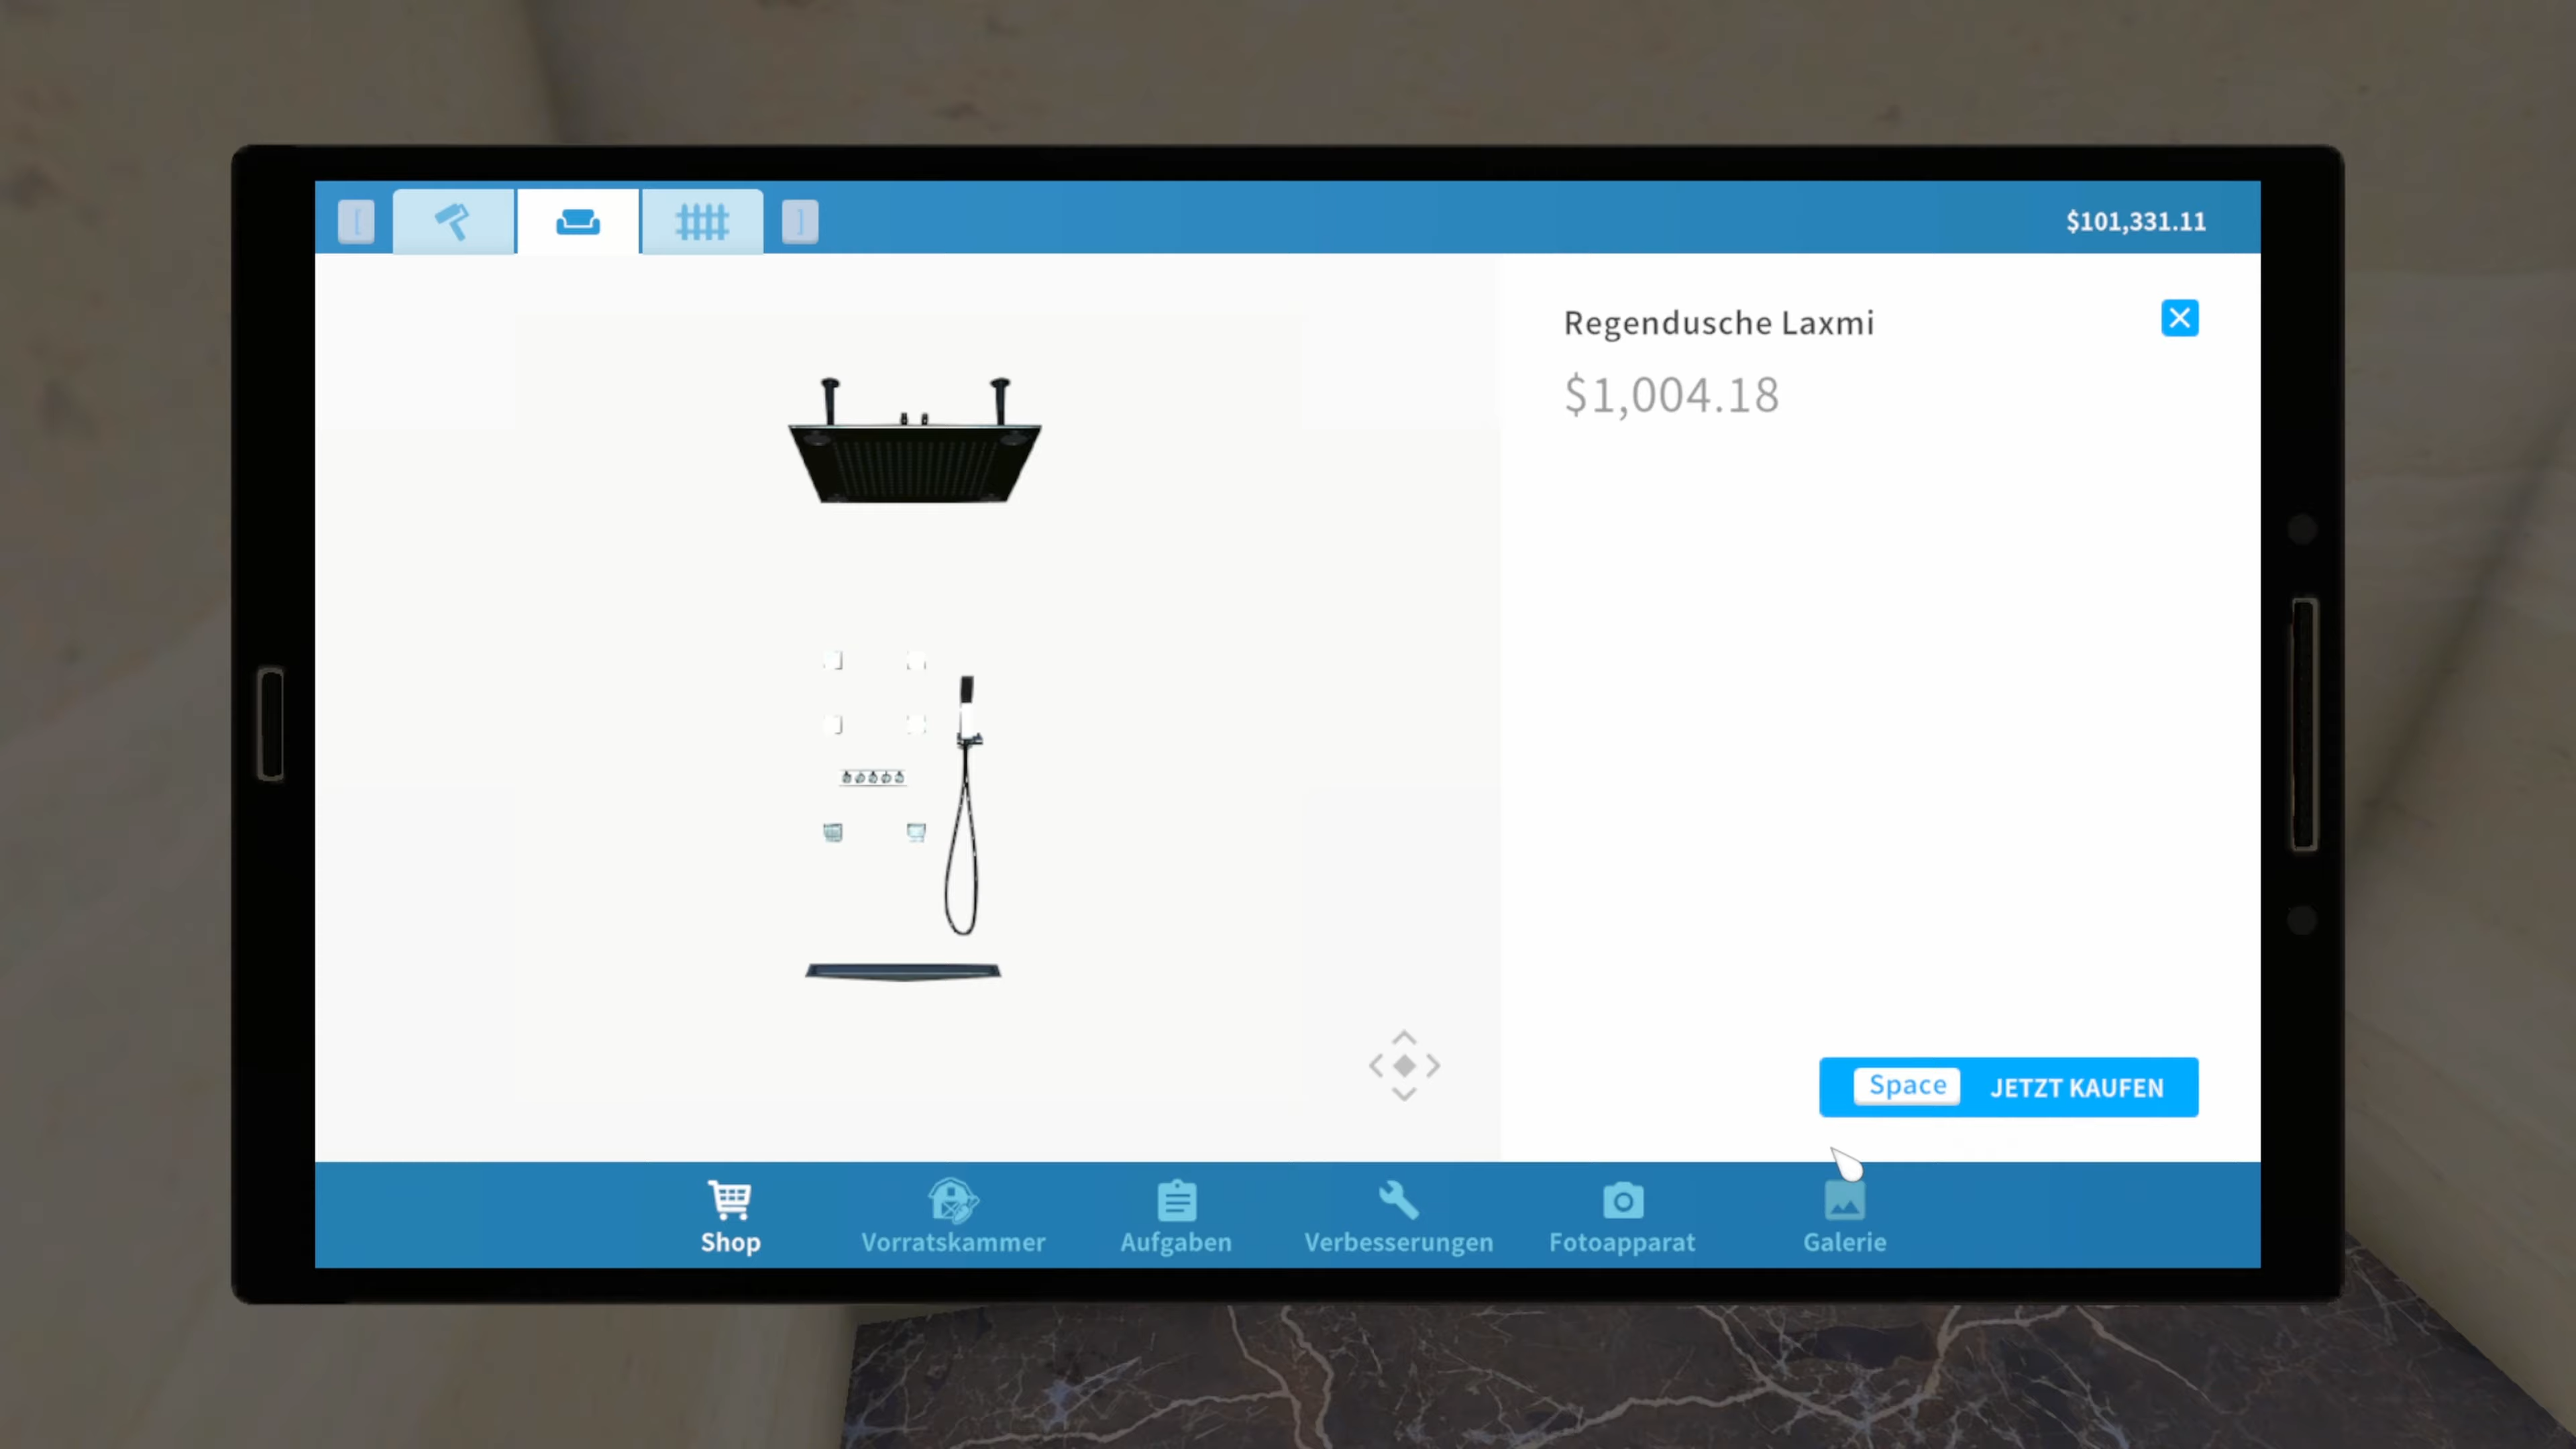 [
]
$101,331.11
Regendusche Laxmi
$1,004.18
Space JETZT KAUFEN
Shop
Vorratskammer
Aufgaben
Verbesserungen
Fotoapparat
Galerie